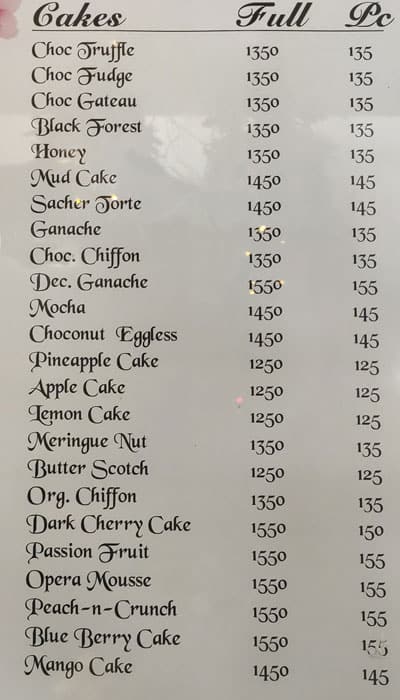 Cakes Full Pc
Choc Truffle 1350 135
Choc Fudge 1350 135
Choc Gateau 1350 135
Black Forest 1350 135
Honey 1350 135
Mud Cake 1450 145
Sacher Torte 1450 145
Ganache 1350 135
Choc. Chiffon 1350 135
Dec. Ganache 1550 155
Mocha 1450 145
Choconut Eggless 1450 145
Pineapple Cake 1250 125
Apple Cake 1250 125
Lemon Cake 1250 125
Meringue Nut 1350 135
Butter Scotch 1250 125
Org. Chiffon 1350 135
Dark Cherry Cake 1550 150
Passion Fruit 1550 155
Opera Mousse 1550 155
Peach-n-Crunch 1550 155
Blue Berry Cake 1550 155
Mango Cake 1450 145